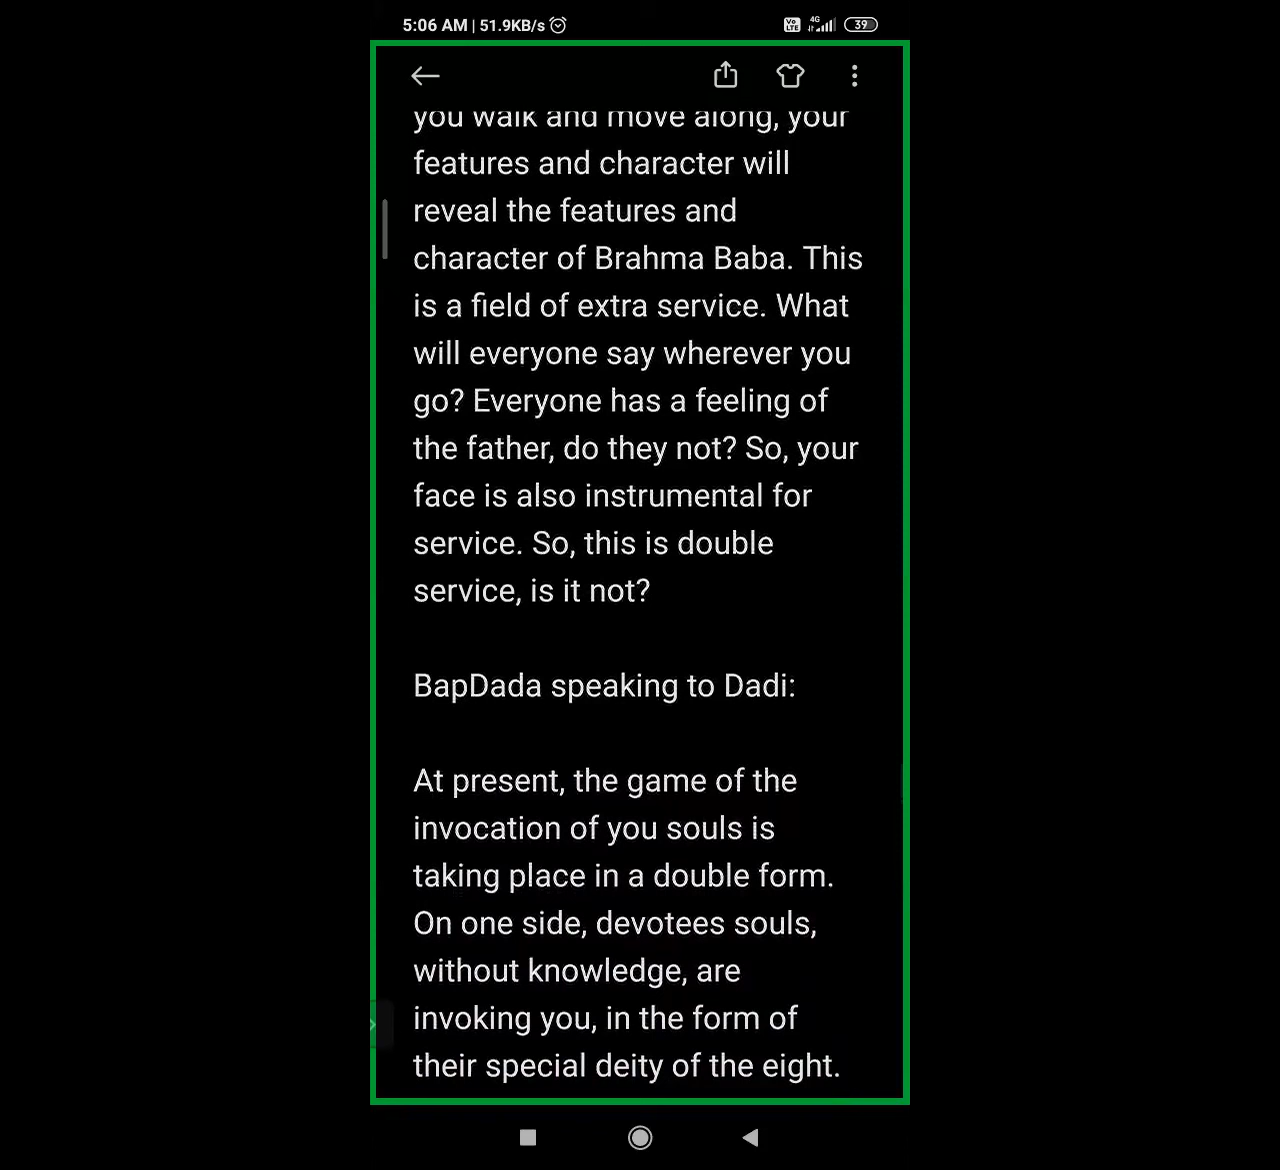 5:06 AM | 51.9KB/s
Vo LTE 4G 39
you walk and move along, your
features and character will
reveal the features and
character of Brahma Baba. This
is a field of extra service. What
will everyone say wherever you
go? Everyone has a feeling of
the father, do they not? So, your
face is also instrumental for
service. So, this is double
service, is it not?
BapDada speaking to Dadi:
At present, the game of the
invocation of you souls is
taking place in a double form.
On one side, devotees souls,
without knowledge, are
invoking you, in the form of
their special deity of the eight.